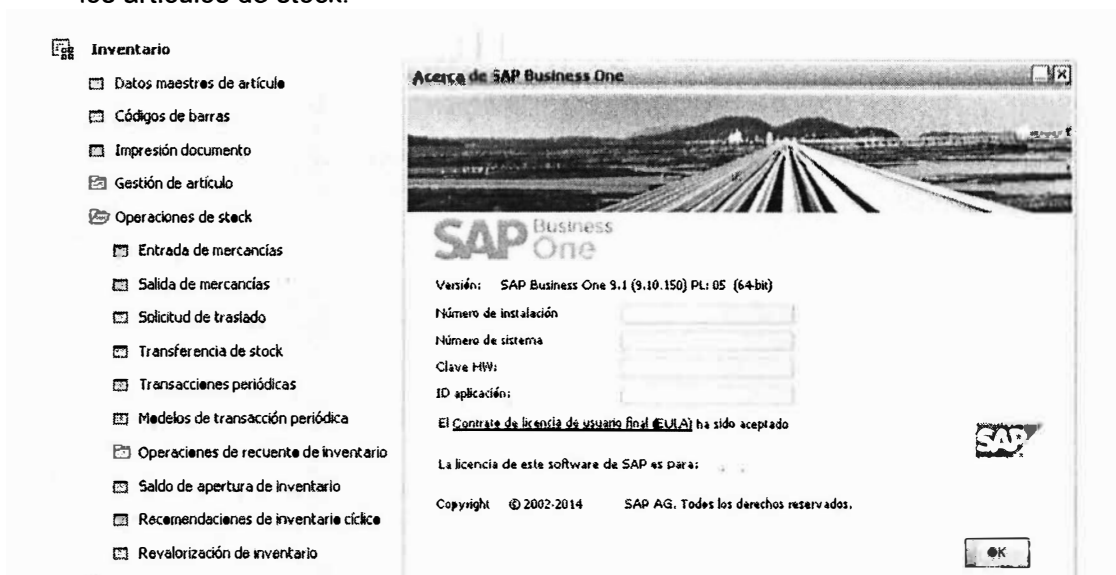 los artículos de stock.
Inventario
Datos maestros de artículo
Códigos de barras
Impresión documento
Gestión de artículo
Operaciones de stock
Entrada de mercancías
Salida de mercancías
Solicitud de traslado
Transferencia de stock
Transacciones periódicas
Modelos de transacción periódica
Operaciones de recuento de inventario
Saldo de apertura de inventario
Recomendaciones de inventario cíclico
Revalorización de inventario
Acerca de SAP Business One
SAP Business One
Versión: SAP Business One 9.1 (9.10.150) PL: 05 (64-bit)
Número de instalación
Número de sistema
Clave HW:
ID aplicación:
El Contrato de licencia de usuario final (EULA) ha sido aceptado
SAP
La licencia de este software de SAP es para:
Copyright © 2002-2014 SAP AG. Todos los derechos reservados.
OK